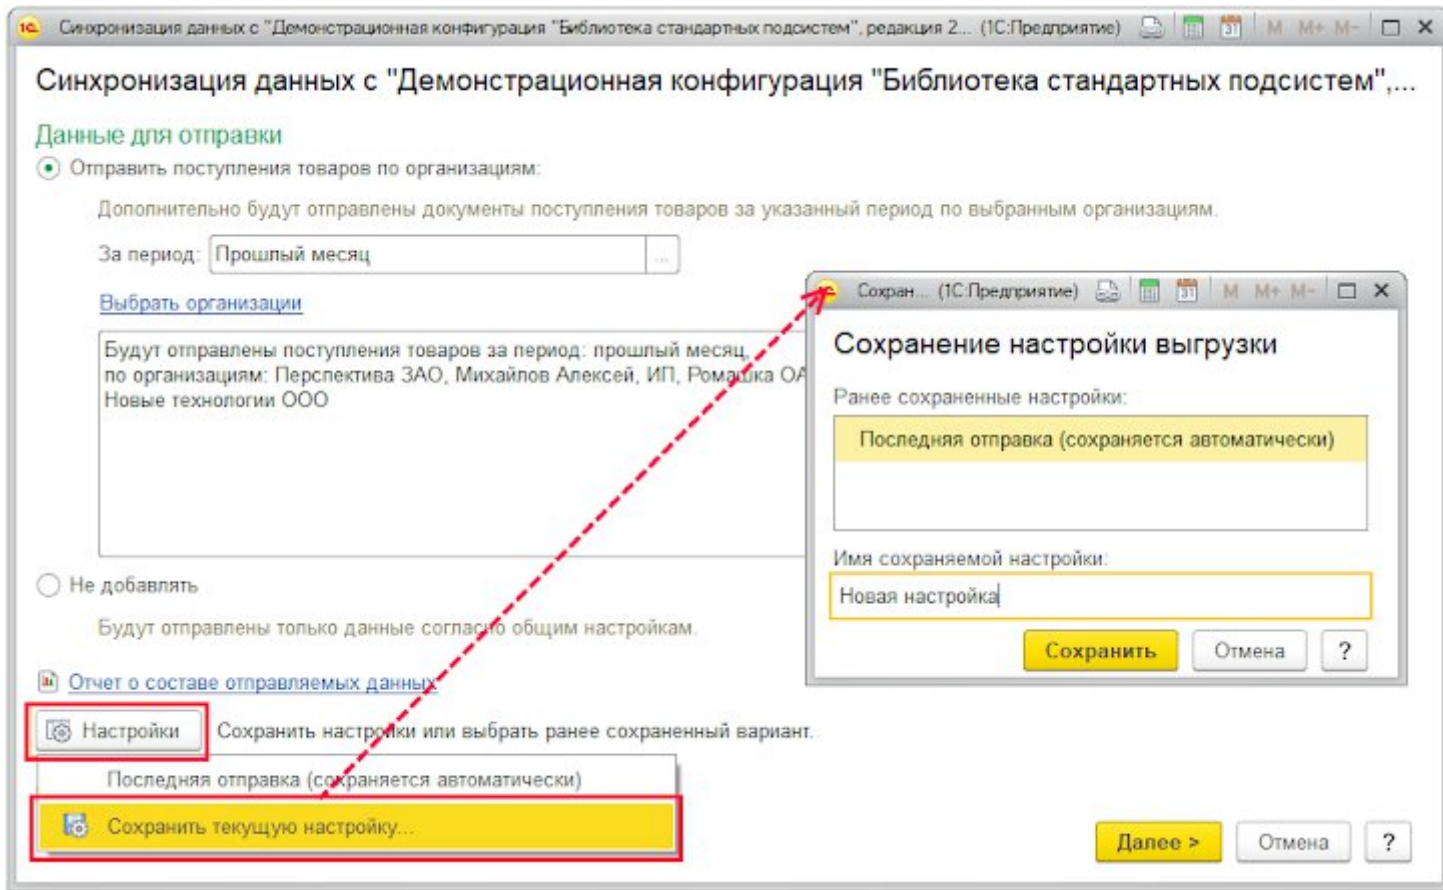 1С Синхронизация данных с "Демонстрационная конфигурация "Библиотека стандартных подсистем", редакция 2... (1С:Предприятие) 31 M M+ M-
Синхронизация данных с "Демонстрационная конфигурация "Библиотека стандартных подсистем",...
Данные для отправки
Отправить поступления товаров по организациям:
Дополнительно будут отправлены документы поступления товаров за указанный период по выбранным организациям.
За период: Прошлый месяц ...
Выбрать организации
Будут отправлены поступления товаров за период: прошлый месяц,
по организациям: Перспектива ЗАО, Михайлов Алексей, ИП, Ромашка ОА
Новые технологии ООО
Не добавлять
Будут отправлены только данные согласно общим настройкам.
Отчет о составе отправляемых данных
Настройки Сохранить настройки или выбрать ранее сохраненный вариант.
Последняя отправка (сохраняется автоматически)
Сохранить текущую настройку...
Далее > Отмена ?
Сохран... (1С:Предприятие) 31 M M+ M-
Сохранение настройки выгрузки
Ранее сохраненные настройки:
Последняя отправка (сохраняется автоматически)
Имя сохраняемой настройки:
Новая настройка
Сохранить Отмена ?